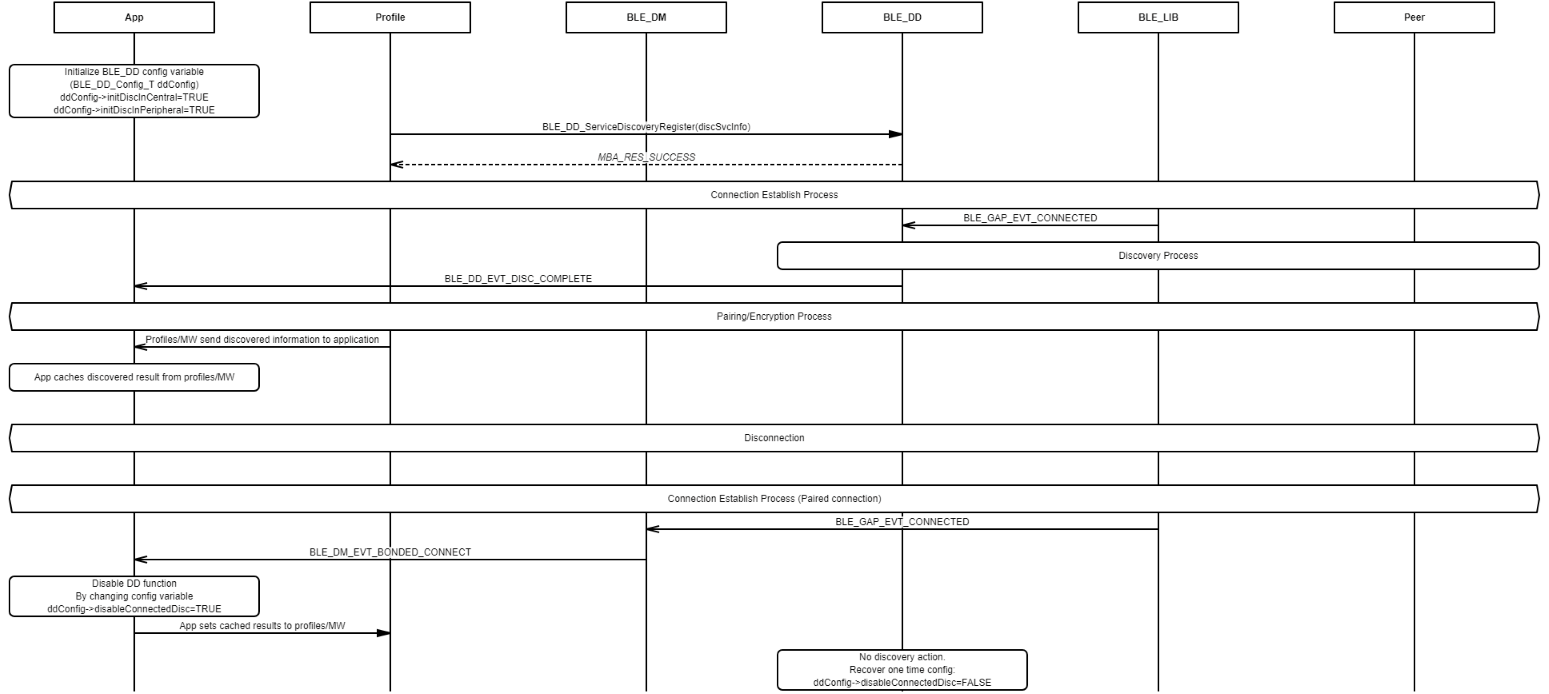 App
Profile
BLE_DM
BLE_DD
BLE_LIB
Peer
Initialize BLE_DD config variable
(BLE_DD_Config_T ddConfig)
ddConfig->initDiscInCentral=TRUE
ddConfig->initDiscInPeripheral=TRUE
BLE_DD_ServiceDiscoveryRegister(discSvcInfo)
MBA_RES_SUCCESS
Connection Establish Process
BLE_GAP_EVT_CONNECTED
Discovery Process
BLE_DD_EVT_DISC_COMPLETE
Pairing/Encryption Process
Profiles/MW send discovered information to application
App caches discovered result from profiles/MW
Disconnection
Connection Establish Process (Paired connection)
BLE_GAP_EVT_CONNECTED
BLE_DM_EVT_BONDED_CONNECT
Disable DD function
By changing config variable
ddConfig->disableConnectedDisc=TRUE
App sets cached results to profiles/MW
No discovery action.
Recover one time config:
ddConfig->disableConnectedDisc=FALSE